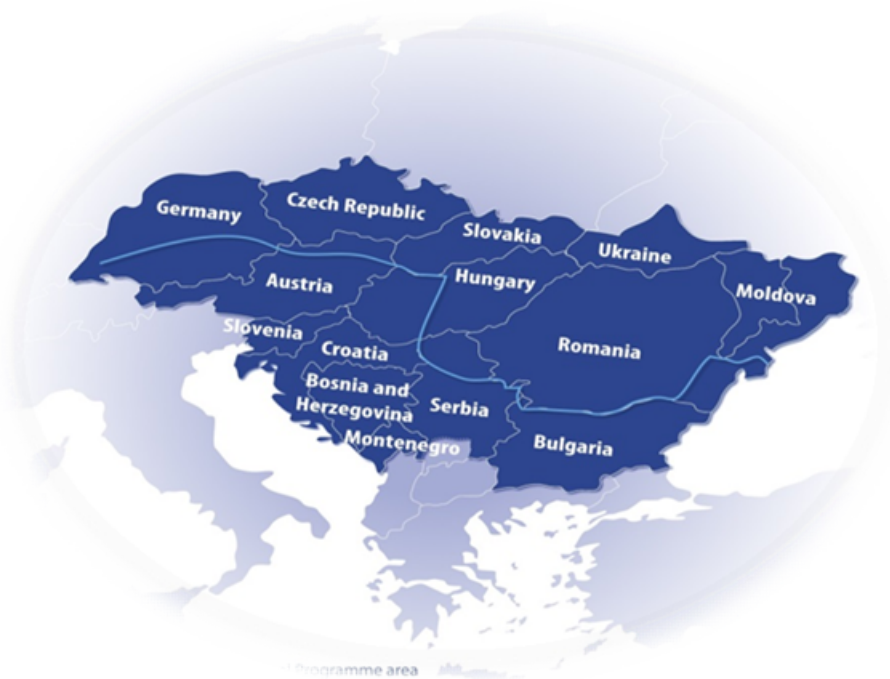 Germany
Czech Republic
Slovakia
Ukraine
Austria
Hungary
Moldova
Slovenia
Croatia
Romania
Bosnia and
Herzegovina
Serbia
Montenegro
Bulgaria
Programme area